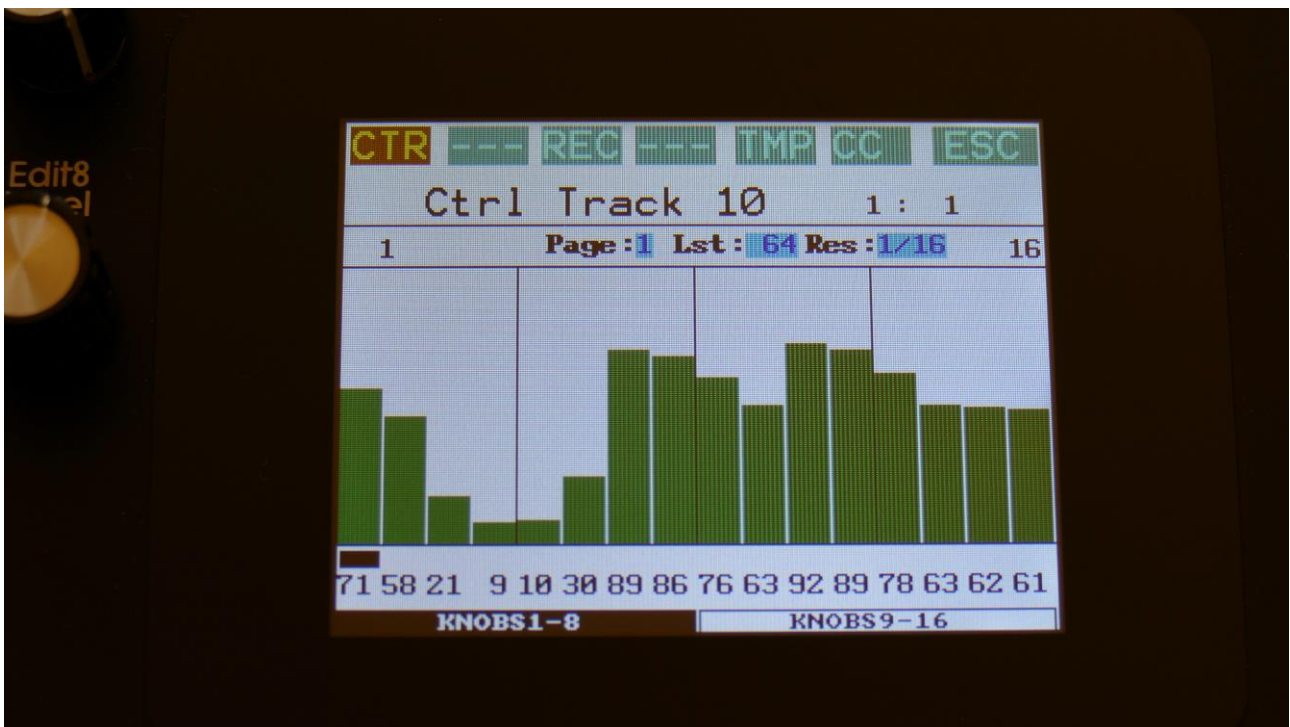 CTR --- REC --- TMP CC ESC
Edit8
Ctrl Track 10 1: 1
1 Page:1 Lst: 64 Res:1/16 16
71 58 21 9 10 30 89 86 76 63 92 89 78 63 62 61
KNOBS1-8 KNOBS9-16